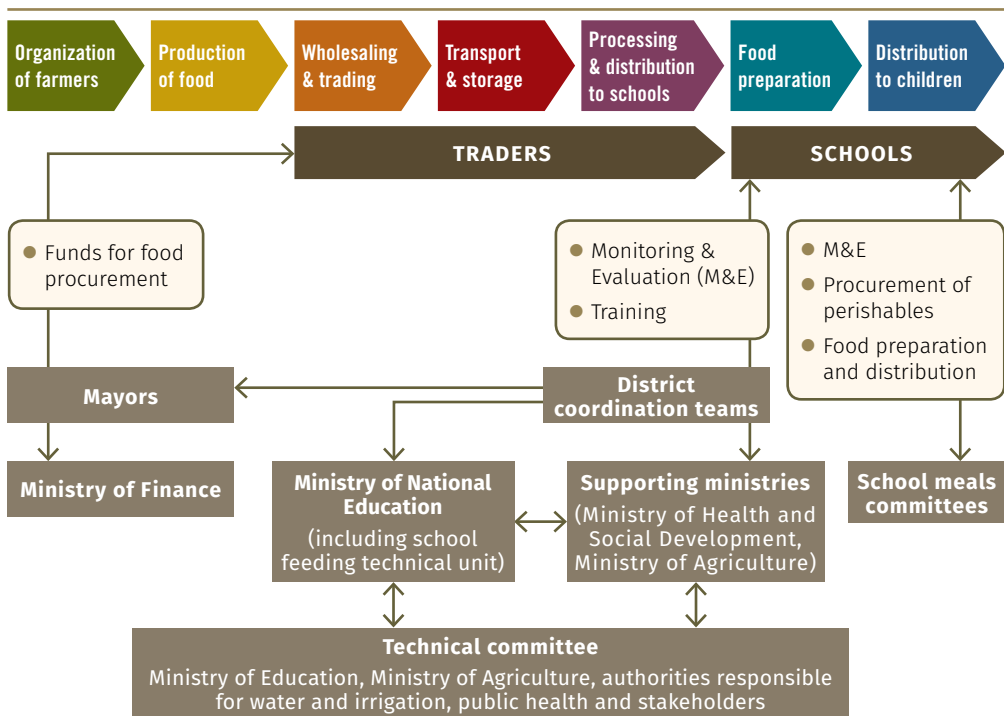 Organization
of farmers
Production
of food
Wholesaling
& trading
Transport
& storage
Processing
& distribution
to schools
Food
preparation
Distribution
to children
TRADERS
SCHOOLS
Funds for food
procurement
Monitoring &
Evaluation (M&E)
Training
M&E
Procurement of
perishables
Food preparation
and distribution
Mayors
District
coordination teams
Ministry of Finance
Ministry of National
Education
(including school
feeding technical unit)
Supporting ministries
(Ministry of Health and
Social Development,
Ministry of Agriculture)
School meals
committees
Technical committee
Ministry of Education, Ministry of Agriculture, authorities responsible
for water and irrigation, public health and stakeholders